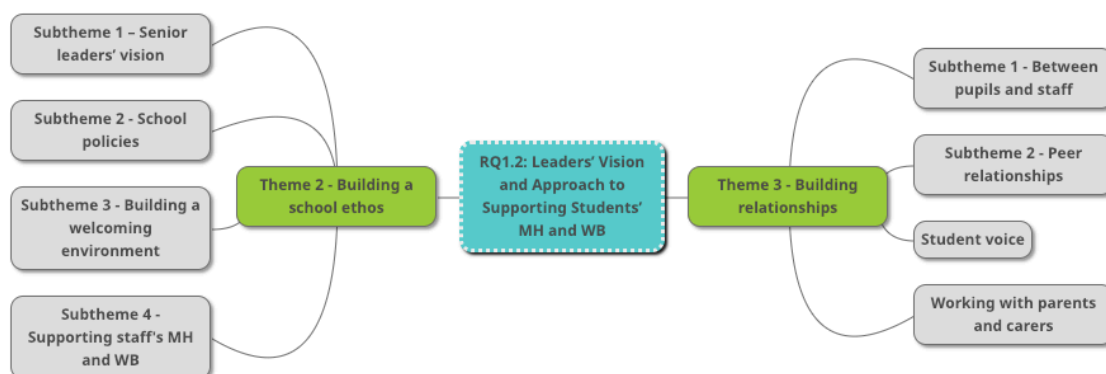 Subtheme 1 – Senior
leaders’ vision
Subtheme 2 - School
policies
Subtheme 3 - Building a
welcoming
environment
Subtheme 4 -
Supporting staff's MH
and WB
Theme 2 - Building a
school ethos
RQ1.2: Leaders’ Vision
and Approach to
Supporting Students’
MH and WB
Theme 3 - Building
relationships
Subtheme 1 - Between
pupils and staff
Subtheme 2 - Peer
relationships
Student voice
Working with parents
and carers